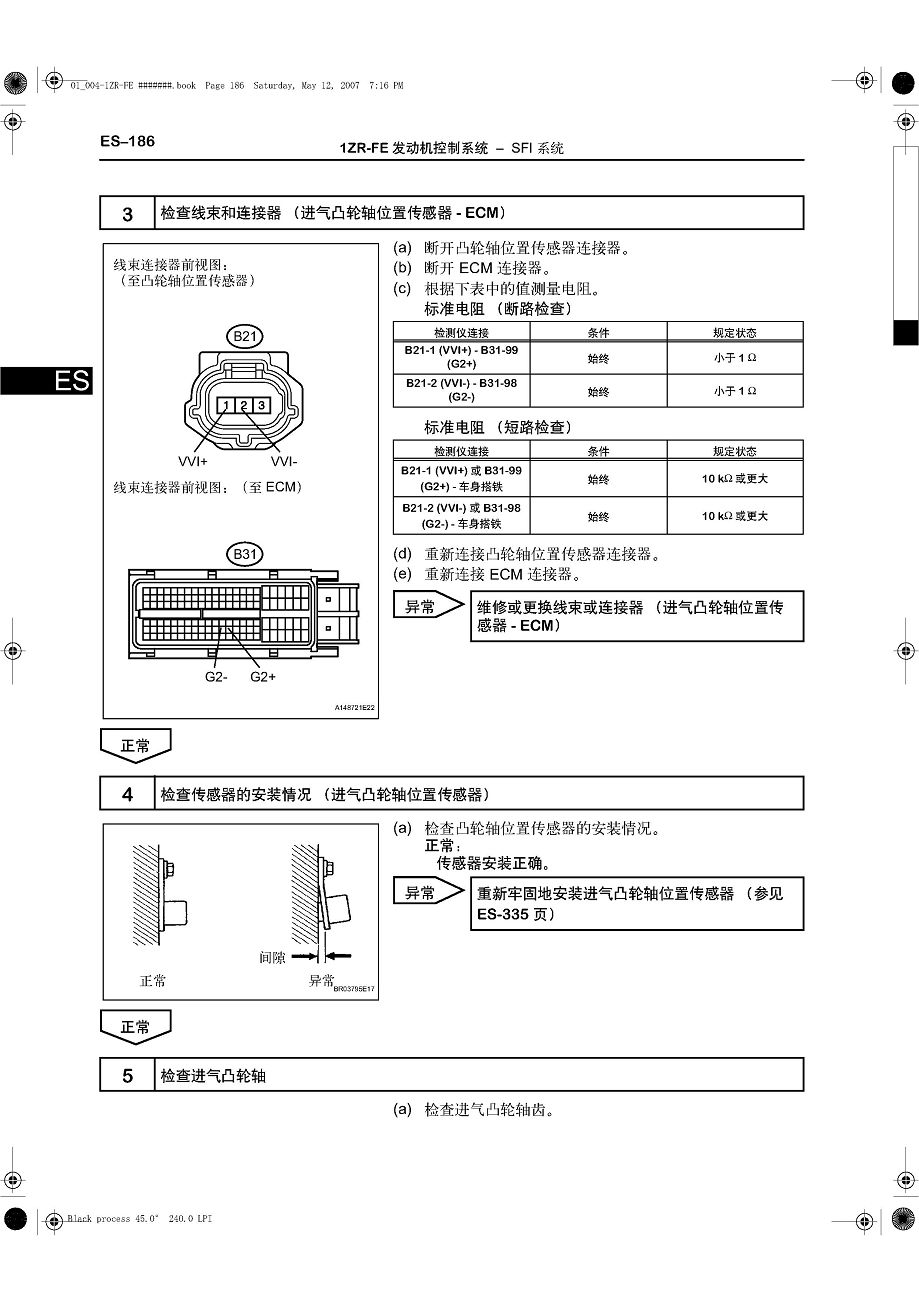 01_004-1ZR-FE #######.book Page 186 Saturday, May 12, 2007 7:16 PM
ES–186
1ZR-FE 发动机控制系统 – SFI 系统
3 检查线束和连接器 （进气凸轮轴位置传感器 - ECM）
线束连接器前视图：
（至凸轮轴位置传感器）
B21
1 2 3
VVI+ VVI-
线束连接器前视图：（至 ECM）
B31
G2- G2+
A148721E22
(a) 断开凸轮轴位置传感器连接器。
(b) 断开 ECM 连接器。
(c) 根据下表中的值测量电阻。
标准电阻 （断路检查）
检测仪连接 条件 规定状态
B21-1 (VVI+) - B31-99
(G2+) 始终 小于 1 Ω
B21-2 (VVI-) - B31-98
(G2-) 始终 小于 1 Ω
标准电阻 （短路检查）
检测仪连接 条件 规定状态
B21-1 (VVI+) 或 B31-99
(G2+) - 车身搭铁 始终 10 kΩ 或更大
B21-2 (VVI-) 或 B31-98
(G2-) - 车身搭铁 始终 10 kΩ 或更大
(d) 重新连接凸轮轴位置传感器连接器。
(e) 重新连接 ECM 连接器。
异常 维修或更换线束或连接器 （进气凸轮轴位置传
感器 - ECM）
ES
正常
4 检查传感器的安装情况 （进气凸轮轴位置传感器）
间隙
正常 异常
BR03795E17
(a) 检查凸轮轴位置传感器的安装情况。
正常：
传感器安装正确。
异常 重新牢固地安装进气凸轮轴位置传感器 （参见
ES-335 页）
正常
5 检查进气凸轮轴
(a) 检查进气凸轮轴齿。
Black process 45.0° 240.0 LPI